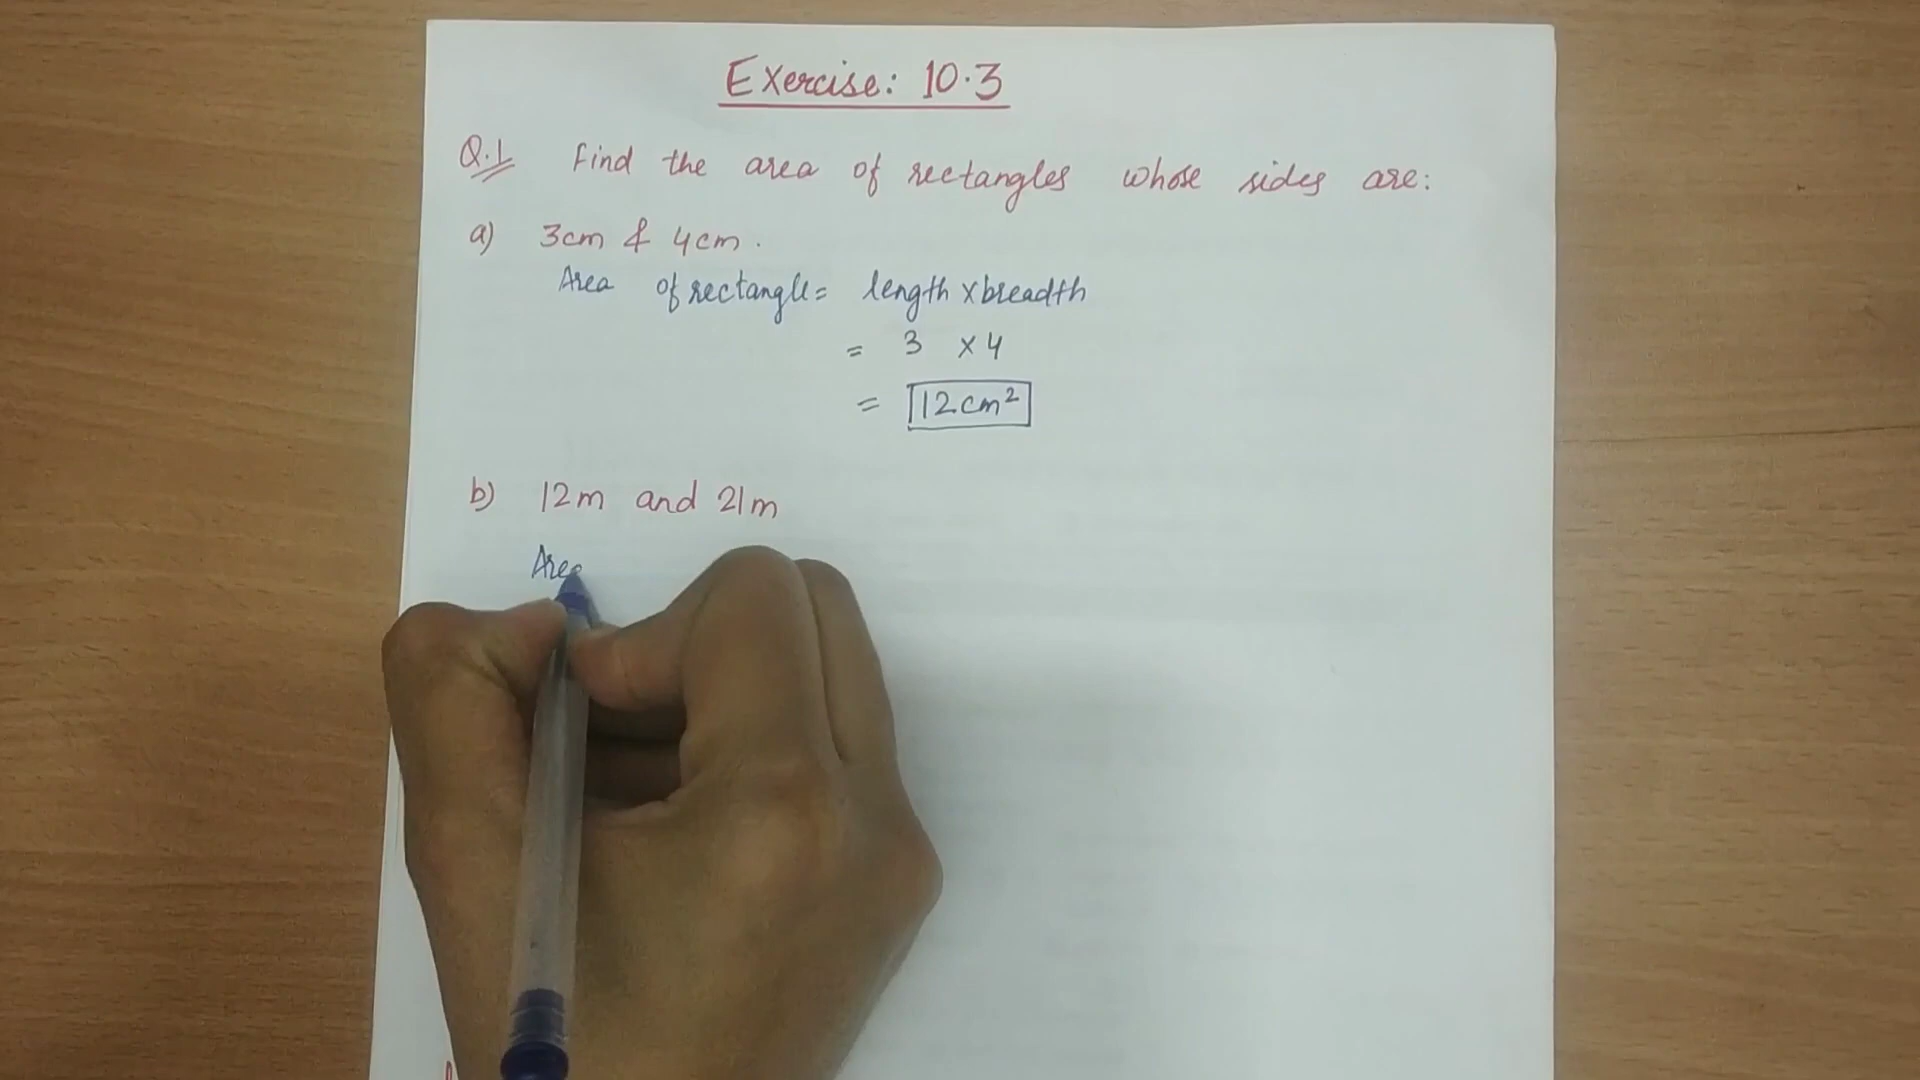 Exercise: 10.3
Q.1 Find the area of rectangles whose sides are:
a) 3cm & 4cm.
Area of rectangle = length × breadth
= 3 × 4
= 12cm²
b) 12m and 21m
Area